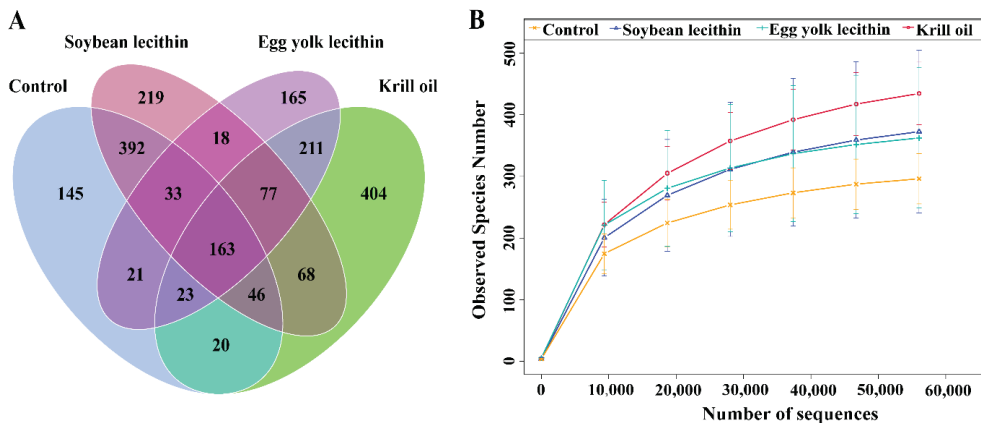 A
Soybean lecithin
Egg yolk lecithin
Control
Krill oil
219
165
392
18
211
145
33
77
404
163
21
68
23
46
20
B
Control Soybean lecithin Egg yolk lecithin Krill oil
Observed Species Number
500
400
300
200
100
0
0 10,000 20,000 30,000 40,000 50,000 60,000
Number of sequences